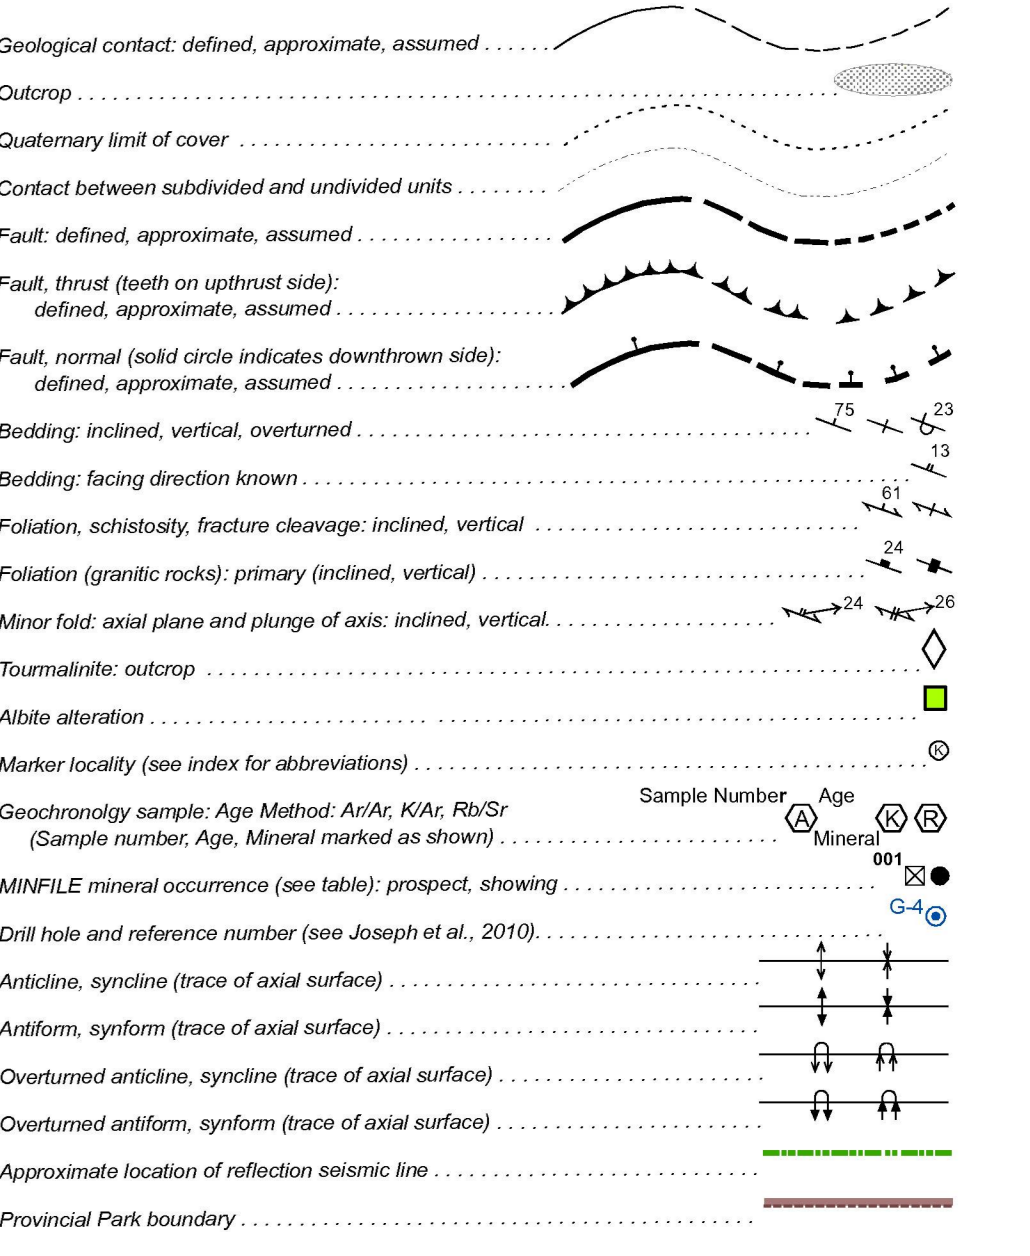 Geological contact: defined, approximate, assumed
Outcrop
Quaternary limit of cover
Contact between subdivided and undivided units
Fault: defined, approximate, assumed
Fault, thrust (teeth on upthrust side):
defined, approximate, assumed
Fault, normal (solid circle indicates downthrown side):
defined, approximate, assumed
Bedding: inclined, vertical, overturned 75 23
Bedding: facing direction known 13
Foliation, schistosity, fracture cleavage: inclined, vertical 61
Foliation (granitic rocks): primary (inclined, vertical) 24
Minor fold: axial plane and plunge of axis: inclined, vertical. 24 26
Tourmalinite: outcrop
Albite alteration
Marker locality (see index for abbreviations) K
Geochronolgy sample: Age Method: Ar/Ar, K/Ar, Rb/Sr Sample Number Age
(Sample number, Age, Mineral marked as shown) A Mineral K R
MINFILE mineral occurrence (see table): prospect, showing 001
Drill hole and reference number (see Joseph et al., 2010). G-4
Anticline, syncline (trace of axial surface)
Antiform, synform (trace of axial surface)
Overturned anticline, syncline (trace of axial surface)
Overturned antiform, synform (trace of axial surface)
Approximate location of reflection seismic line
Provincial Park boundary